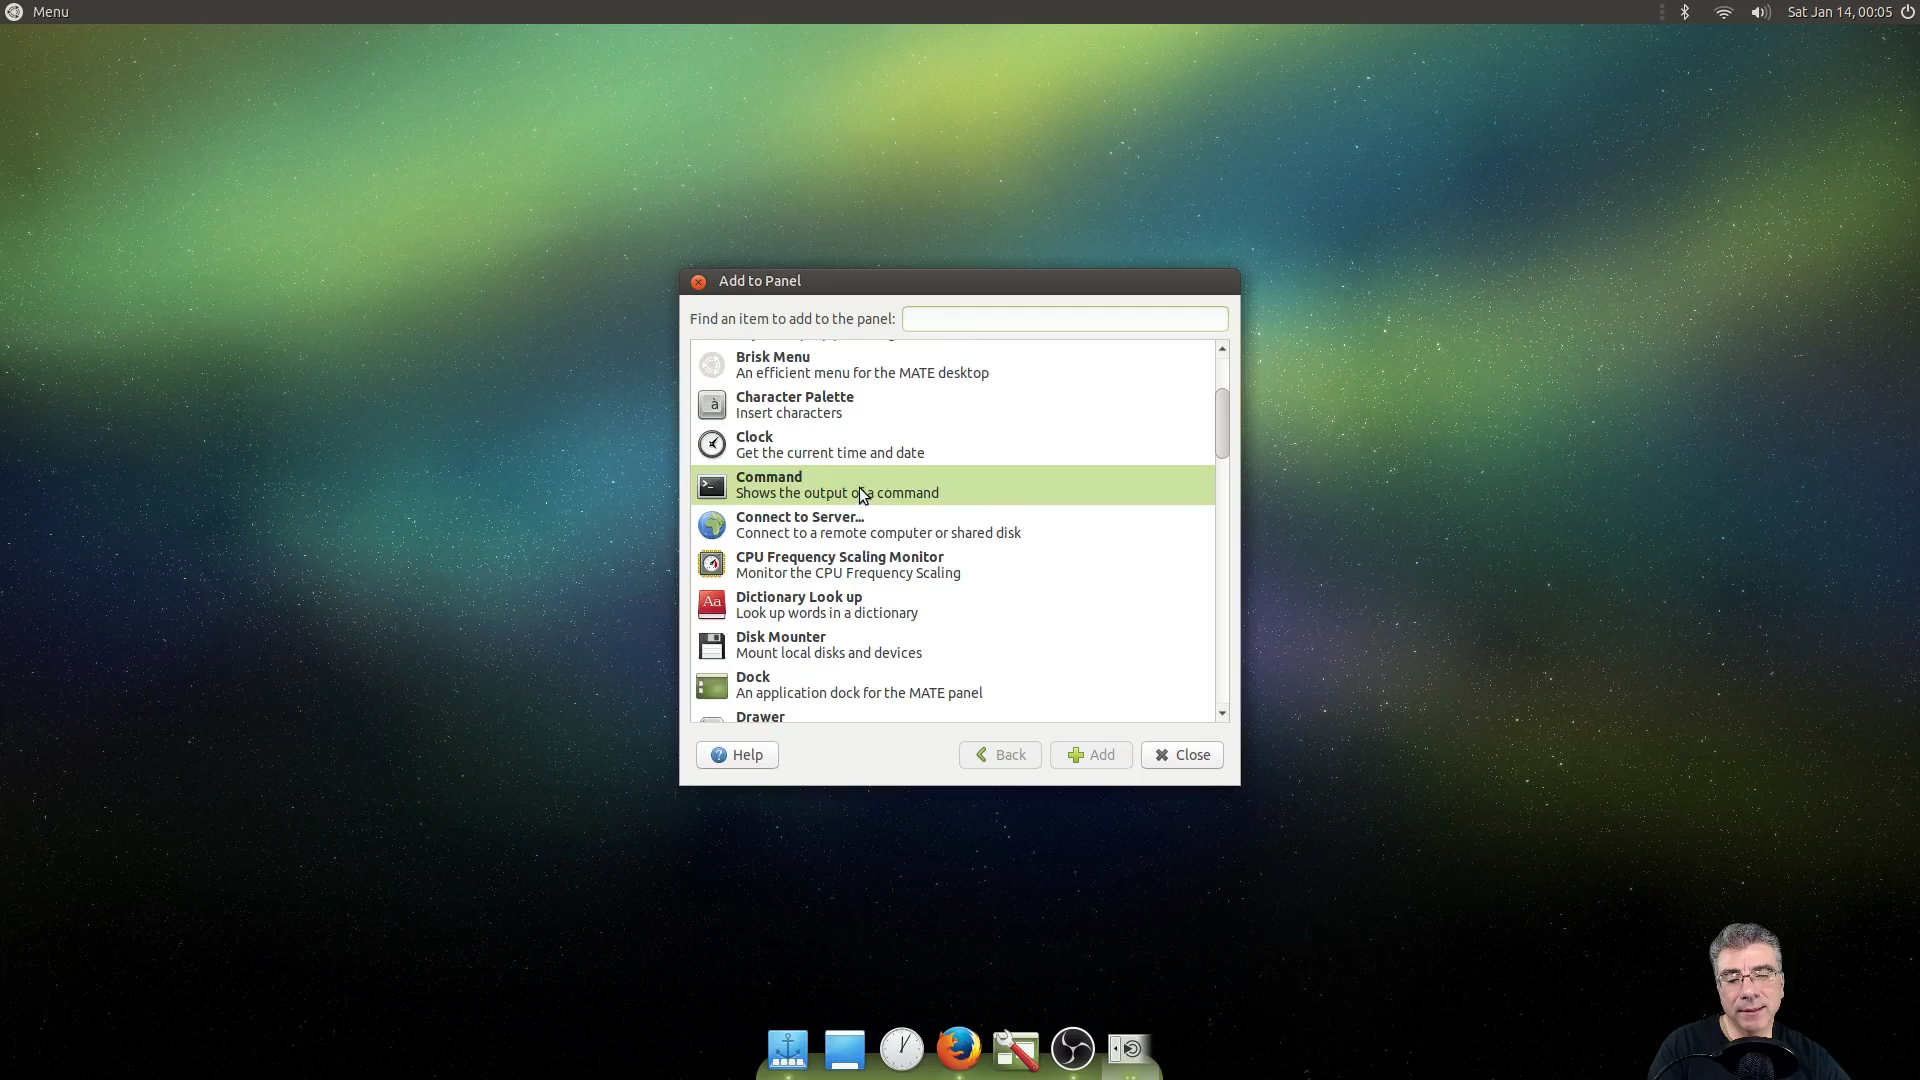 Menu
Sat Jan 14, 00:05
Add to Panel
Find an item to add to the panel:
Brisk Menu
An efficient menu for the MATE desktop
à
Character Palette
Insert characters
Clock
Get the current time and date
>_
Command
Shows the output of a command
Connect to Server...
Connect to a remote computer or shared disk
CPU Frequency Scaling Monitor
Monitor the CPU Frequency Scaling
Aa
Dictionary Look up
Look up words in a dictionary
Disk Mounter
Mount local disks and devices
Dock
An application dock for the MATE panel
Drawer
? Help
Back
Add
Close